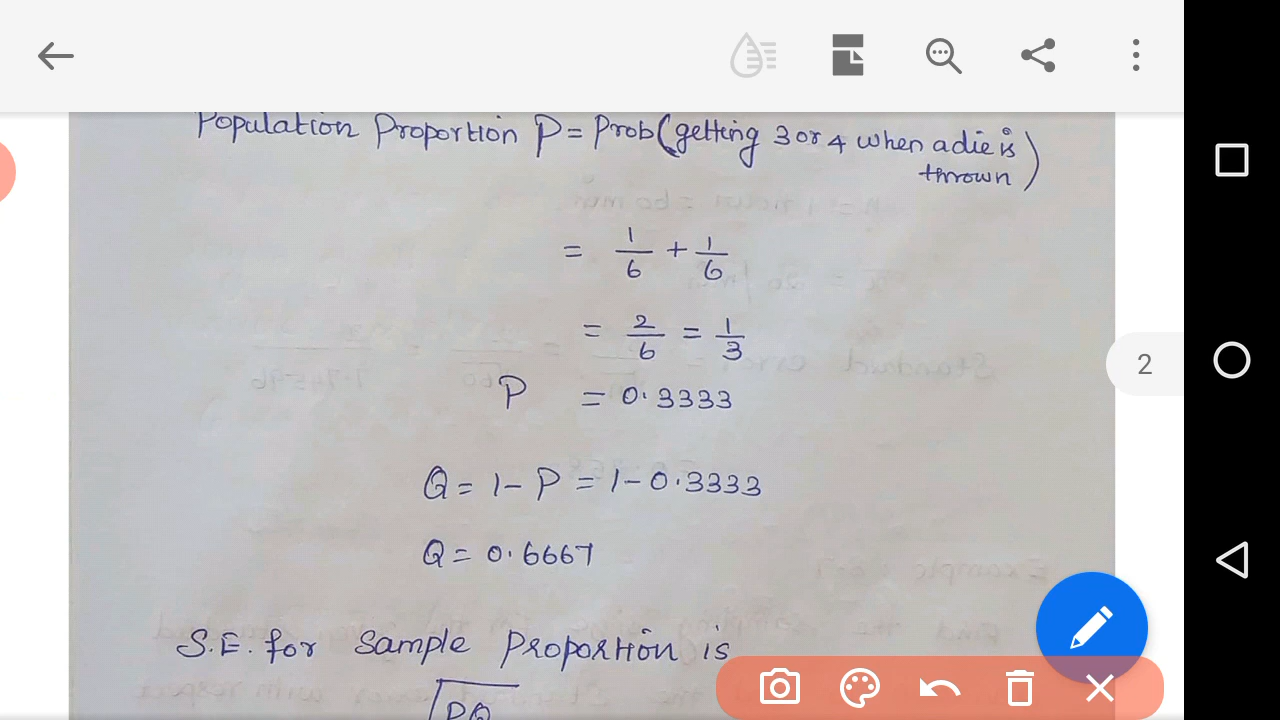 Population Proportion P = Prob(getting 3 or 4 when a die is
thrown)
= 1/6 + 1/6
= 2/6 = 1/3
P = 0.3333
Q = 1 - P = 1 - 0.3333
Q = 0.6667
S.E. for Sample Proportion is
√PQ
2